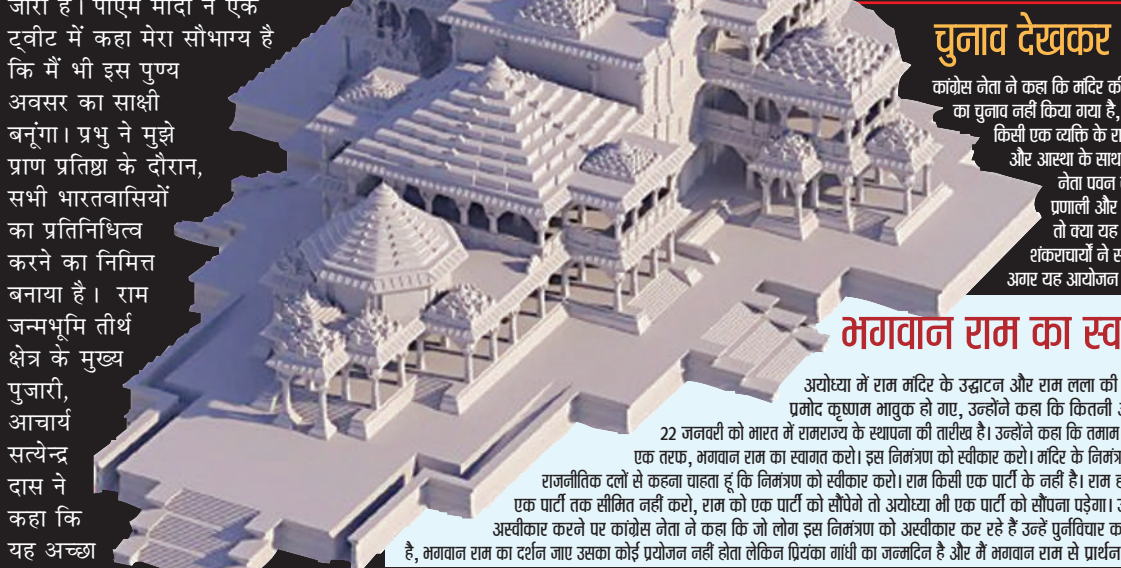 जारी है। पीएम मोदी ने एक
ट्वीट में कहा मेरा सौभाग्य है
कि मैं भी इस पुण्य
अवसर का साक्षी
बनूंगा। प्रभु ने मुझे
प्राण प्रतिष्ठा के दौरान,
सभी भारतवासियों
का प्रतिनिधित्व
करने का निमित्त
बनाया है। राम
जन्मभूमि तीर्थ
क्षेत्र के मुख्य
पुजारी,
आचार्य
सत्येन्द्र
दास ने
कहा कि
यह अच्छा
चुनाव देखकर
कांग्रेस नेता ने कहा कि मंदिर की
का चुनाव नहीं किया गया है,
किसी एक व्यक्ति के रा
और आस्था के साथ
नेता पवन
प्रणाली और
तो क्या यह
शंकराचार्यों ने स
अगर यह आयोजन
भगवान राम का स्व
अयोध्या में राम मंदिर के उद्घाटन और राम लला की
प्रमोद कृष्णम भावुक हो गए, उन्होंने कहा कि कितनी अ
22 जनवरी को भारत में रामराज्य के स्थापना की तारीख है। उन्होंने कहा कि तमाम
एक तरफ, भगवान राम का स्वागत करो। इस निमंत्रण को स्वीकार करो। मंदिर के निमंत्र
राजनीतिक दलों से कहना चाहता हूं कि निमंत्रण को स्वीकार करो। राम किसी एक पार्टी के नहीं है। राम ह
एक पार्टी तक सीमित नहीं करो, राम को एक पार्टी को सौंपेगे तो अयोध्या भी एक पार्टी को सौंपना पड़ेगा। उ
अस्वीकार करने पर कांग्रेस नेता ने कहा कि जो लोग इस निमंत्रण को अस्वीकार कर रहे हैं उन्हें पुर्नविचार क
है, भगवान राम का दर्शन जाए उसका कोई प्रयोजन नहीं होता लेकिन प्रियंका गांधी का जन्मदिन है और मैं भगवान राम से प्रार्थन